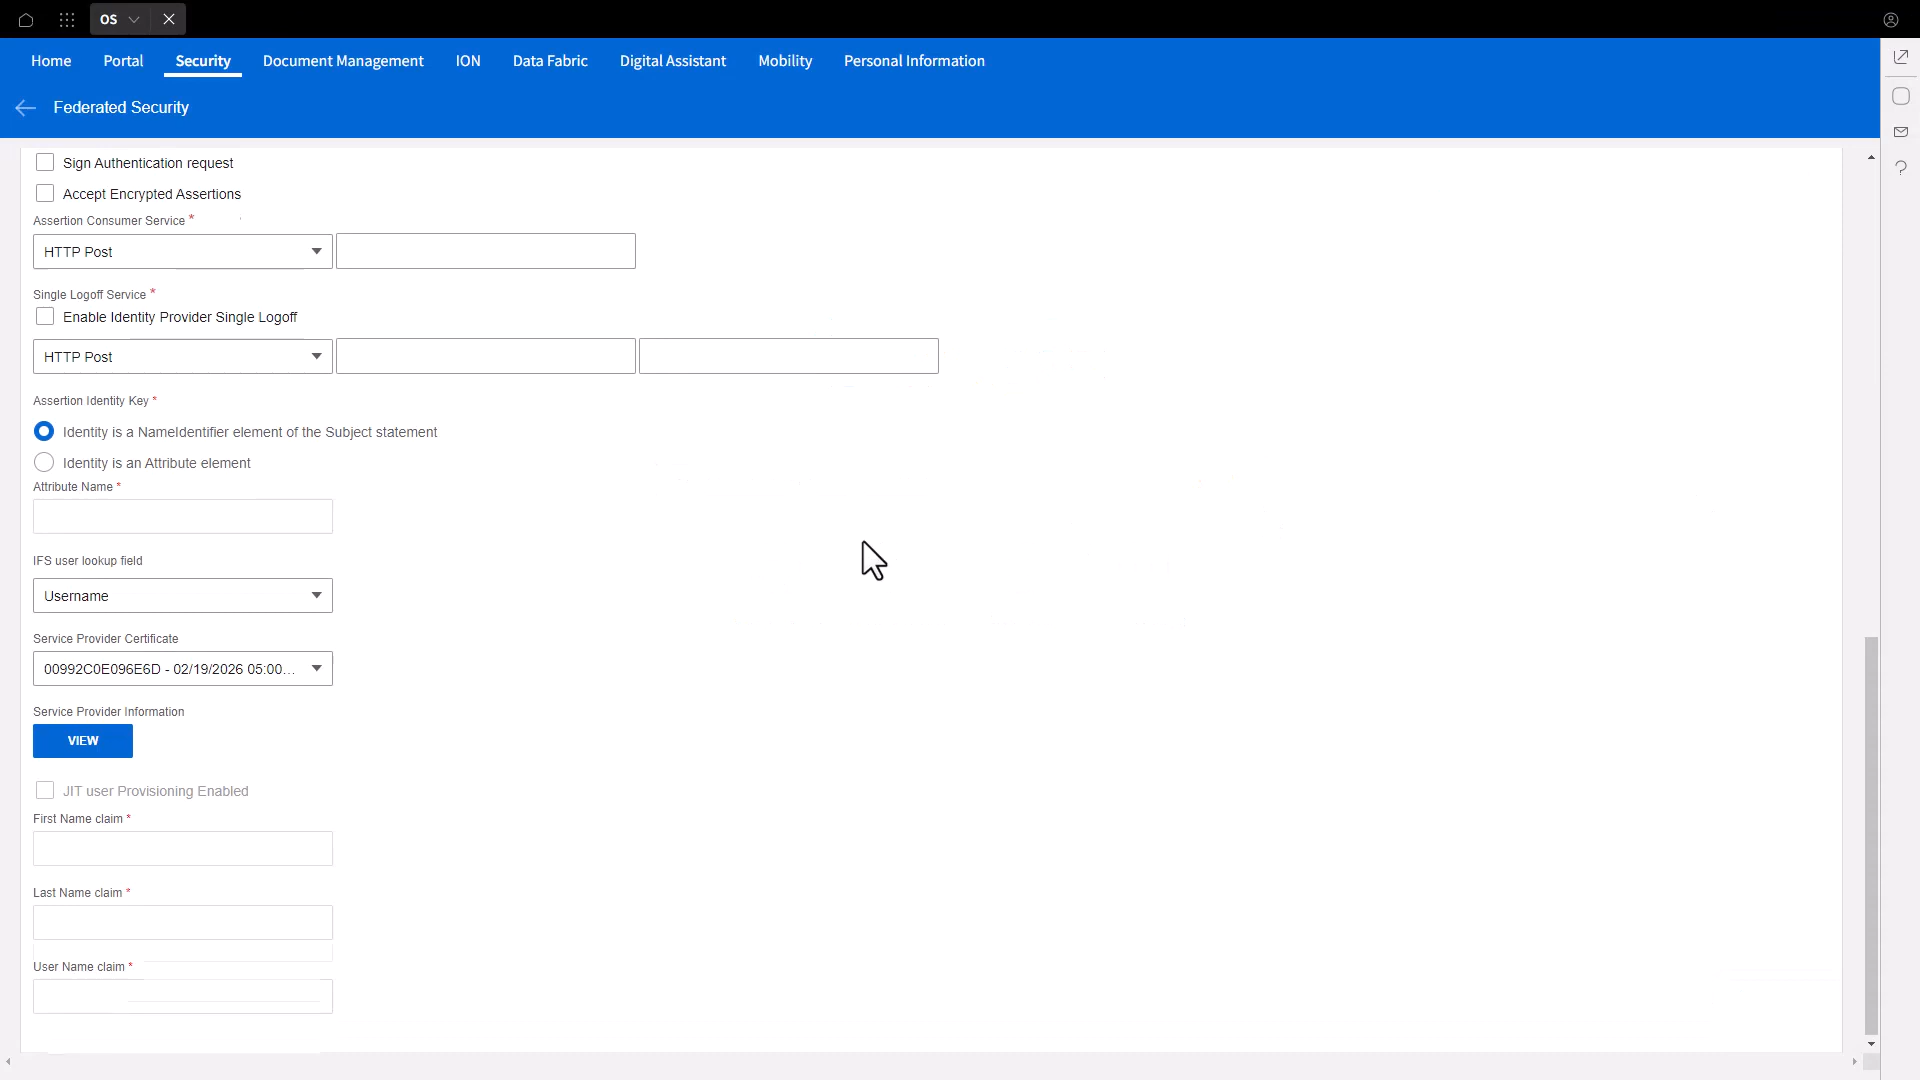 OS
Home Portal Security Document Management ION Data Fabric Digital Assistant Mobility Personal Information
Federated Security
Sign Authentication request
Accept Encrypted Assertions
Assertion Consumer Service *
HTTP Post
Single Logoff Service *
Enable Identity Provider Single Logoff
HTTP Post
Assertion Identity Key *
Identity is a NameIdentifier element of the Subject statement
Identity is an Attribute element
Attribute Name *
IFS user lookup field
Username
Service Provider Certificate
00992C0E096E6D - 02/19/2026 05:00...
Service Provider Information
VIEW
JIT user Provisioning Enabled
First Name claim *
Last Name claim *
User Name claim *